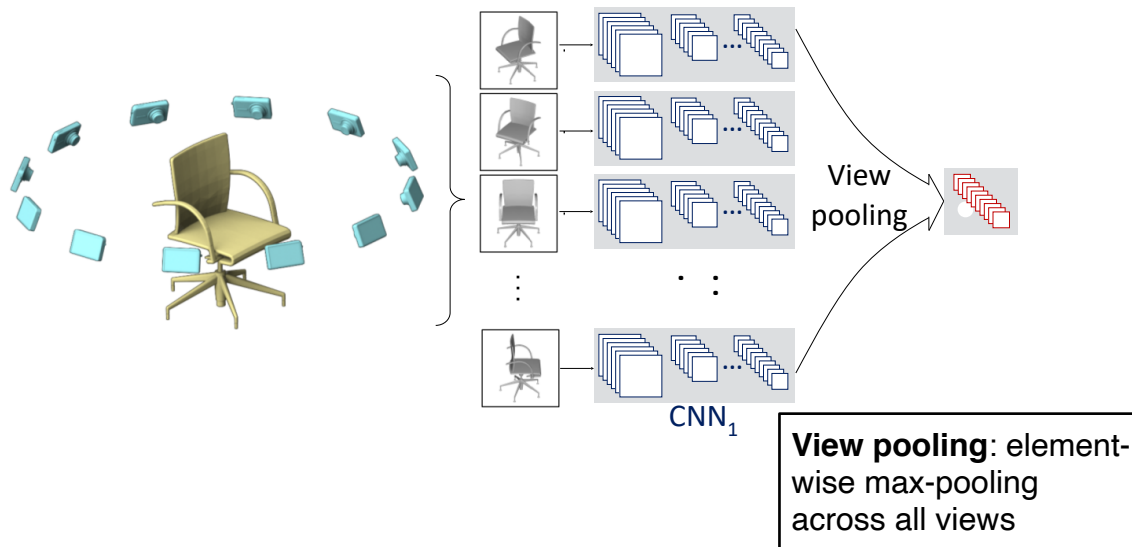 View
pooling
CNN₁
View pooling: element-
wise max-pooling
across all views